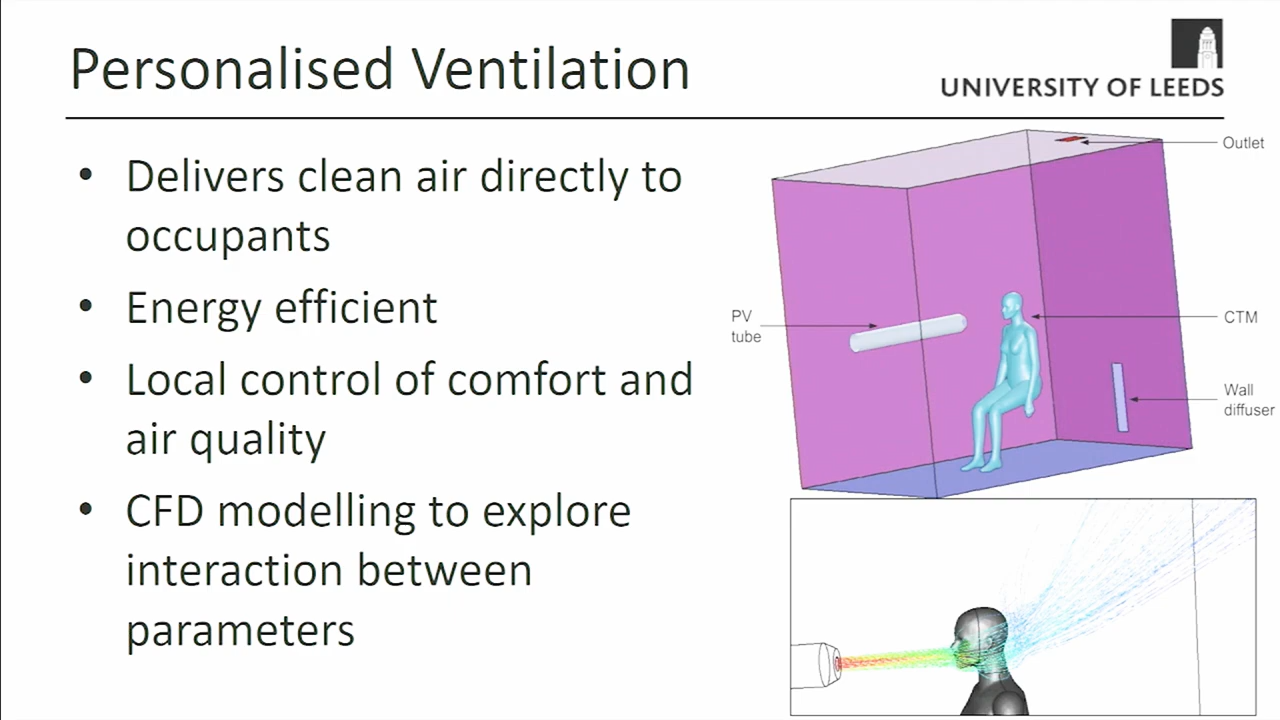 Personalised Ventilation
UNIVERSITY OF LEEDS
• Delivers clean air directly to
occupants
• Energy efficient
• Local control of comfort and
air quality
• CFD modelling to explore
interaction between
parameters
Outlet
PV
tube
CTM
Wall
diffuser